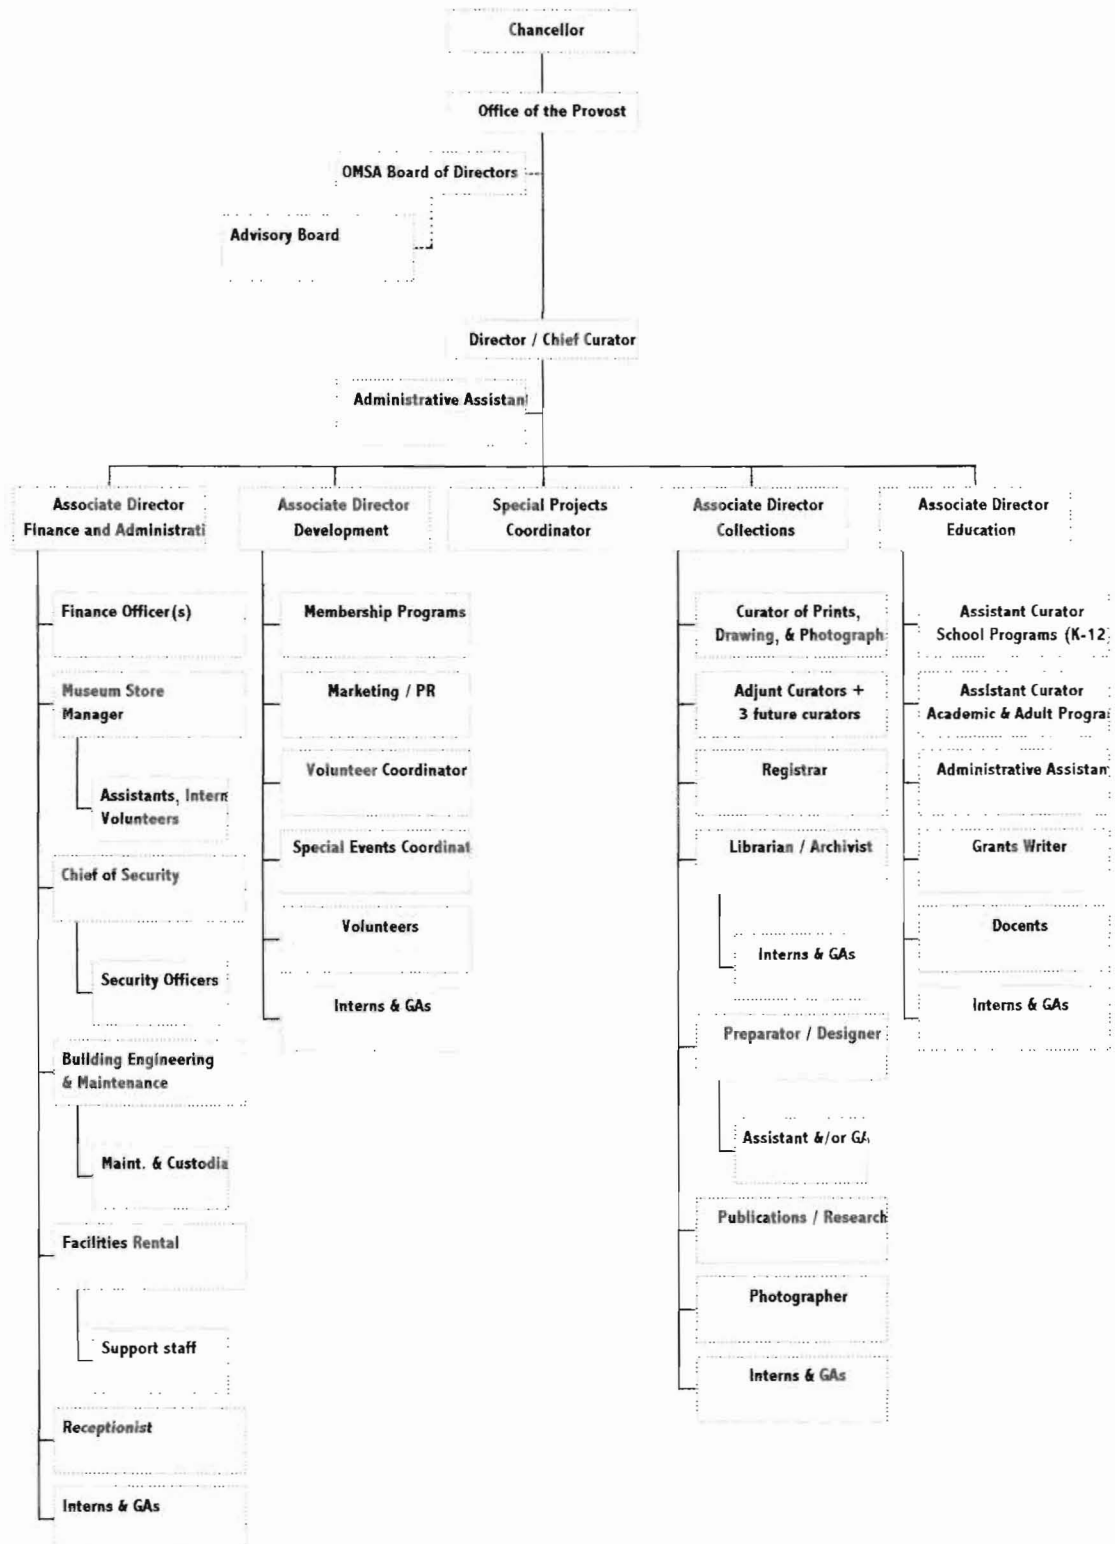 Chancellor
Office of the Provost
OMSA Board of Directors
Advisory Board
Director / Chief Curator
Administrative Assistant
Associate Director
Finance and Administrati
Associate Director
Development
Special Projects
Coordinator
Associate Director
Collections
Associate Director
Education
Finance Officer(s)
Museum Store
Manager
Assistants, Intern
Volunteers
Chief of Security
Security Officers
Building Engineering
& Maintenance
Maint. & Custodia
Facilities Rental
Support staff
Receptionist
Interns & GAs
Membership Programs
Marketing / PR
Volunteer Coordinator
Special Events Coordinat
Volunteers
Interns & GAs
Curator of Prints,
Drawing, & Photograph
Adjunt Curators +
3 future curators
Registrar
Librarian / Archivist
Interns & GAs
Preparator / Designer
Assistant &/or GA
Publications / Research
Photographer
Interns & GAs
Assistant Curator
School Programs (K-12
Assistant Curator
Academic & Adult Progra
Administrative Assistan
Grants Writer
Docents
Interns & GAs